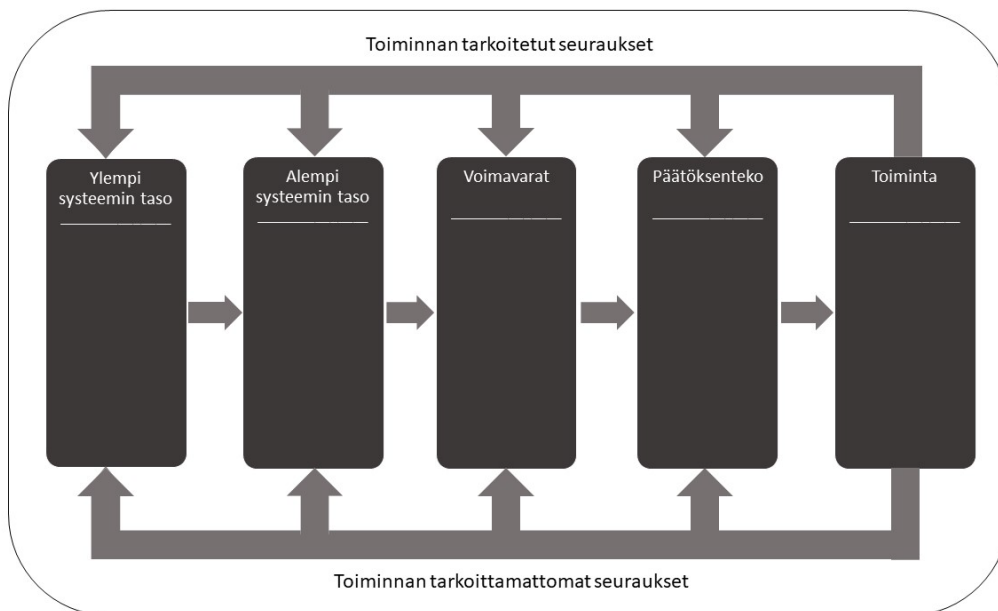 Toiminnan tarkoitetut seuraukset
Ylempi
systeemin taso
Alempi
systeemin taso
Voimavarat
Päätöksenteko
Toiminta
Toiminnan tarkoittamattomat seuraukset